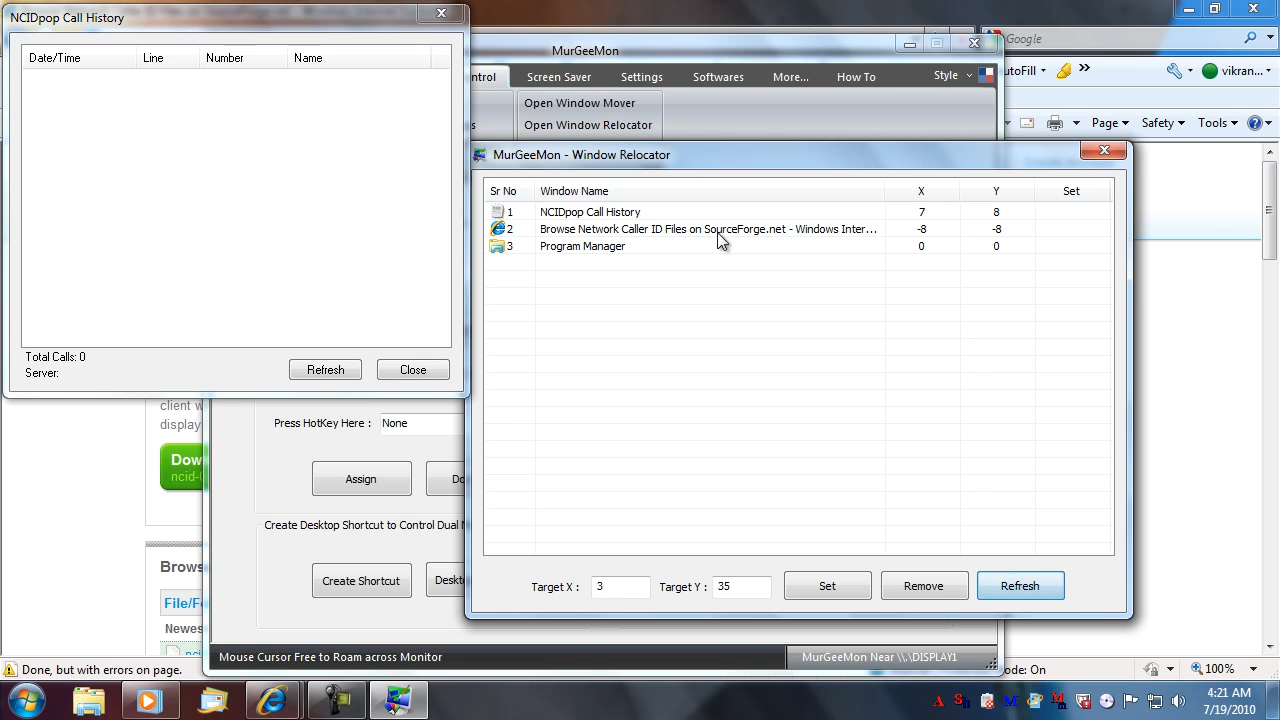 NCIDpop Call History
Date/Time Line Number Name
Total Calls: 0
Server:
Refresh Close
MurGeeMon
ntrol Screen Saver Settings Softwares More... How To Style
Open Window Mover
Open Window Relocator
Google
utoFill vikran...
Page Safety Tools
MurGeeMon - Window Relocator
Sr No Window Name X Y Set
1 NCIDpop Call History 7 8
2 Browse Network Caller ID Files on SourceForge.net - Windows Inter... -8 -8
3 Program Manager 0 0
Target X : 3 Target Y : 35 Set Remove Refresh
client w
display
Dow
Press HotKey Here : None
Assign Do
Create Desktop Shortcut to Control Dual M
Create Shortcut Deskto
Brows
File/Fo
Newes
Mouse Cursor Free to Roam across Monitor MurGeeMon Near \\.\DISPLAY1
Done, but with errors on page. ode: On 100%
4:21 AM
7/19/2010